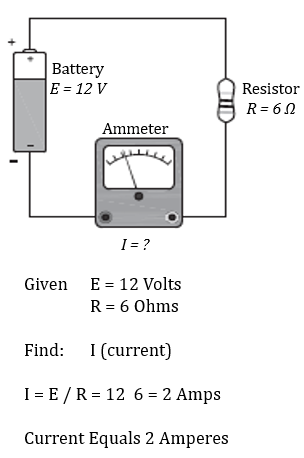 +
+
Battery
E = 12 V
-
-
Resistor
R = 6 Ω
Ammeter
I = ?
Given E = 12 Volts
R = 6 Ohms
Find: I (current)
I = E / R = 12 6 = 2 Amps
Current Equals 2 Amperes